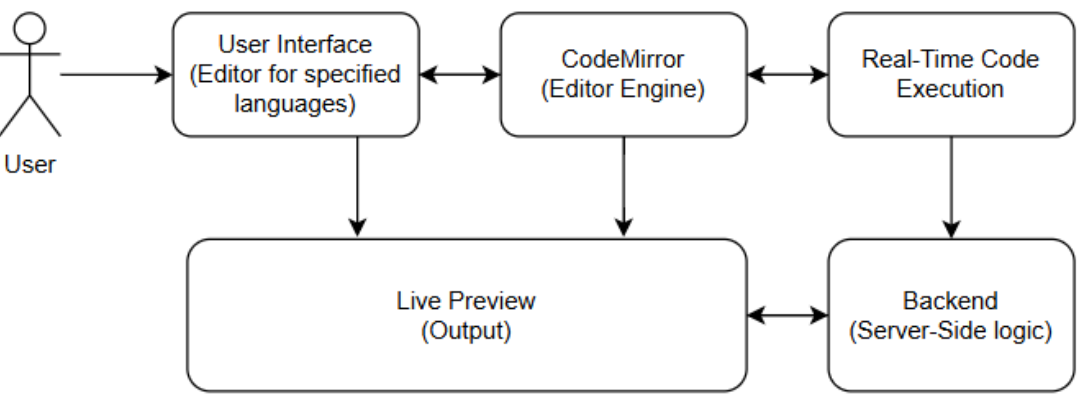 User Interface
(Editor for specified
languages)
CodeMirror
(Editor Engine)
Real-Time Code
Execution
User
Live Preview
(Output)
Backend
(Server-Side logic)